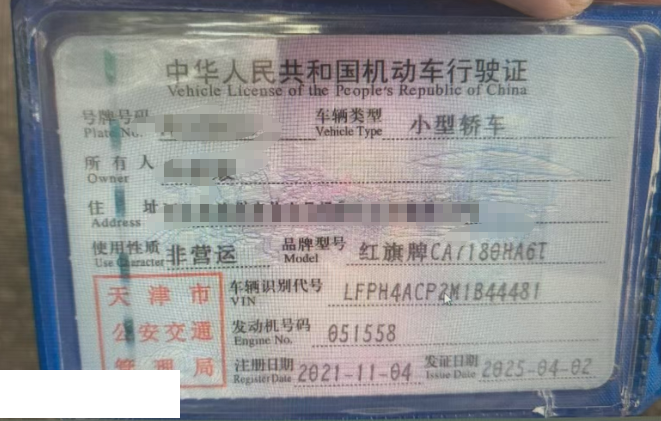 中华人民共和国机动车行驶证
Vehicle License of the People's Republic of China
号牌号码 Plate No.
车辆类型 Vehicle Type 小型轿车
所有人 Owner
住址 Address
使用性质 Use Character 非营运 品牌型号 Model 红旗牌CA7180HA6T
天津市公安交通管理局
车辆识别代号 VIN LFPH4ACP2M1B44481
发动机号码 Engine No. 051558
注册日期 Register Date 2021-11-04 发证日期 Issue Date 2025-04-02